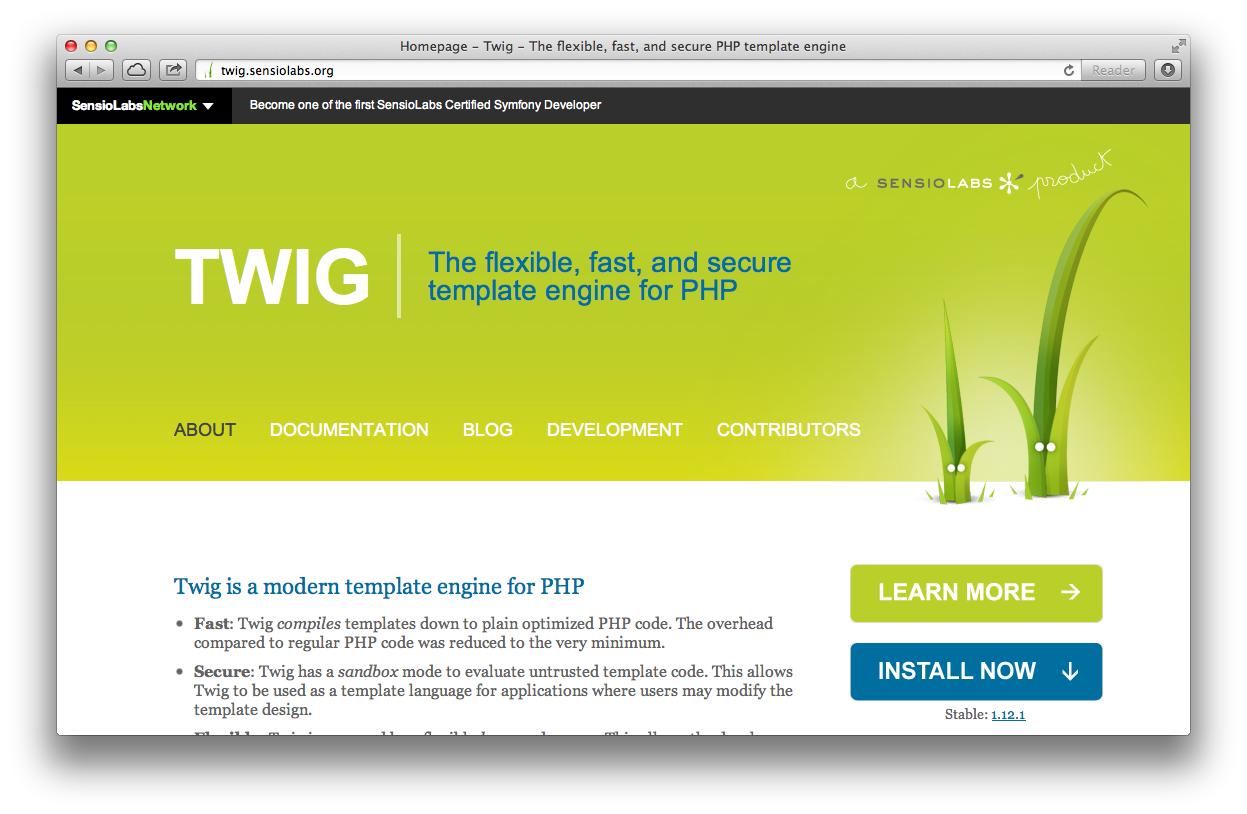 Homepage – Twig – The flexible, fast, and secure PHP template engine
twig.sensiolabs.org
Reader
SensioLabsNetwork
Become one of the first SensioLabs Certified Symfony Developer
a SENSIOLABS product
TWIG
The flexible, fast, and secure
template engine for PHP
ABOUT DOCUMENTATION BLOG DEVELOPMENT CONTRIBUTORS
Twig is a modern template engine for PHP
• Fast: Twig compiles templates down to plain optimized PHP code. The overhead
compared to regular PHP code was reduced to the very minimum.
• Secure: Twig has a sandbox mode to evaluate untrusted template code. This allows
Twig to be used as a template language for applications where users may modify the
template design.
LEARN MORE →
INSTALL NOW ↓
Stable: 1.12.1